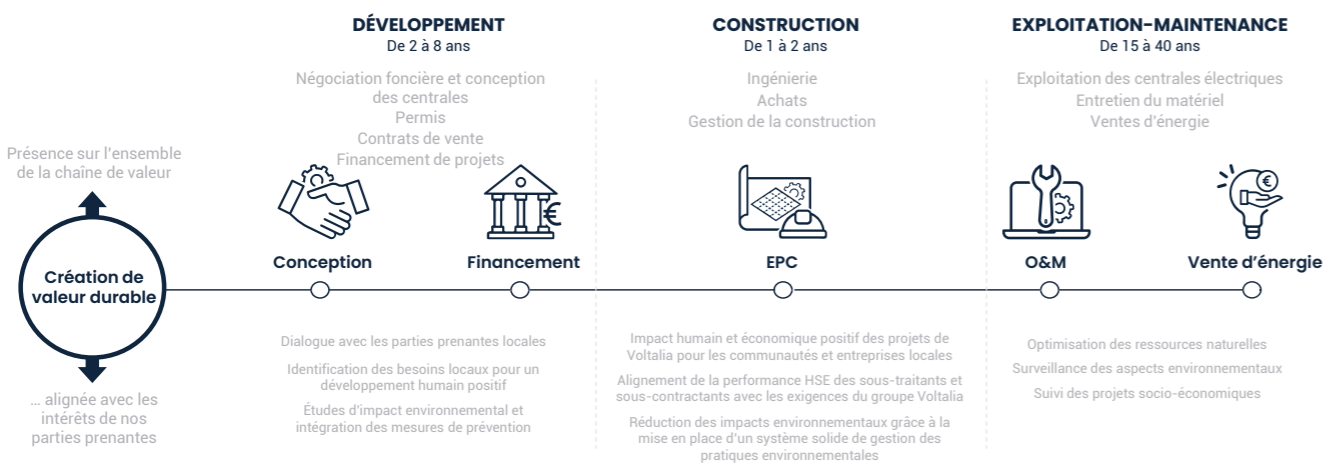 DÉVELOPPEMENT
De 2 à 8 ans
Négociation foncière et conception
des centrales
Permis
Contrats de vente
Financement de projets
CONSTRUCTION
De 1 à 2 ans
Ingénierie
Achats
Gestion de la construction
EXPLOITATION-MAINTENANCE
De 15 à 40 ans
Exploitation des centrales électriques
Entretien du matériel
Ventes d'énergie
Présence sur l'ensemble
de la chaîne de valeur
Création de
valeur durable
… alignée avec les
intérêts de nos
parties prenantes
Conception
Financement
€
EPC
O&M
€
Vente d'énergie
Dialogue avec les parties prenantes locales
Identification des besoins locaux pour un
développement humain positif
Études d'impact environnemental et
intégration des mesures de prévention
Impact humain et économique positif des projets de
Voltalia pour les communautés et entreprises locales
Alignement de la performance HSE des sous-traitants et
sous-contractants avec les exigences du groupe Voltalia
Réduction des impacts environnementaux grâce à la
mise en place d'un système solide de gestion des
pratiques environnementales
Optimisation des ressources naturelles
Surveillance des aspects environnementaux
Suivi des projets socio-économiques